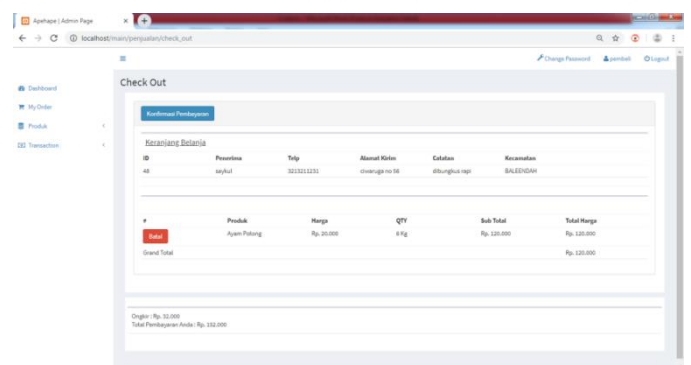 Apehape | Admin Page
localhost/main/penjualan/check_out
Change Password pembeli Logout
Dashboard
My Order
Produk
Transaction
Check Out
Konfirmasi Pembayaran
Keranjang Belanja
ID Penerima Telp Alamat Kirim Catatan Kecamatan
48 saykul 3213211231 ciwaruga no 98 dibungkus rapi BALEENDAH
# Produk Harga QTY Sub Total Total Harga
Batal Ayam Potong Rp. 20.000 6 Kg Rp. 120.000 Rp. 120.000
Grand Total Rp. 120.000
Ongkir : Rp. 32.000
Total Pembayaran Anda : Rp. 152.000